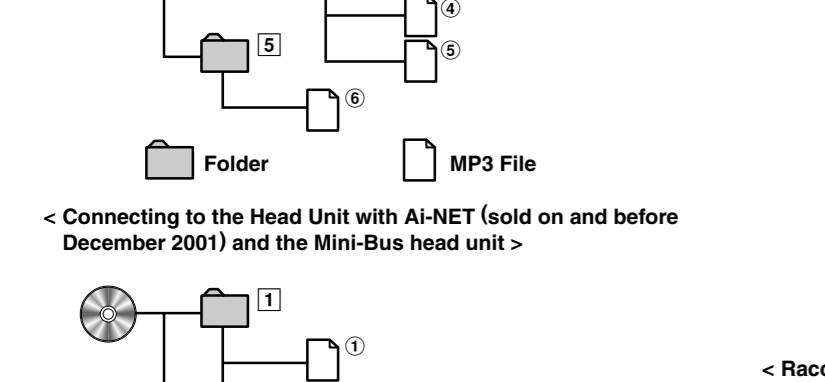 ④
5
⑤
⑥
Folder
MP3 File
< Connecting to the Head Unit with Ai-NET (sold on and before
December 2001) and the Mini-Bus head unit >
1
①